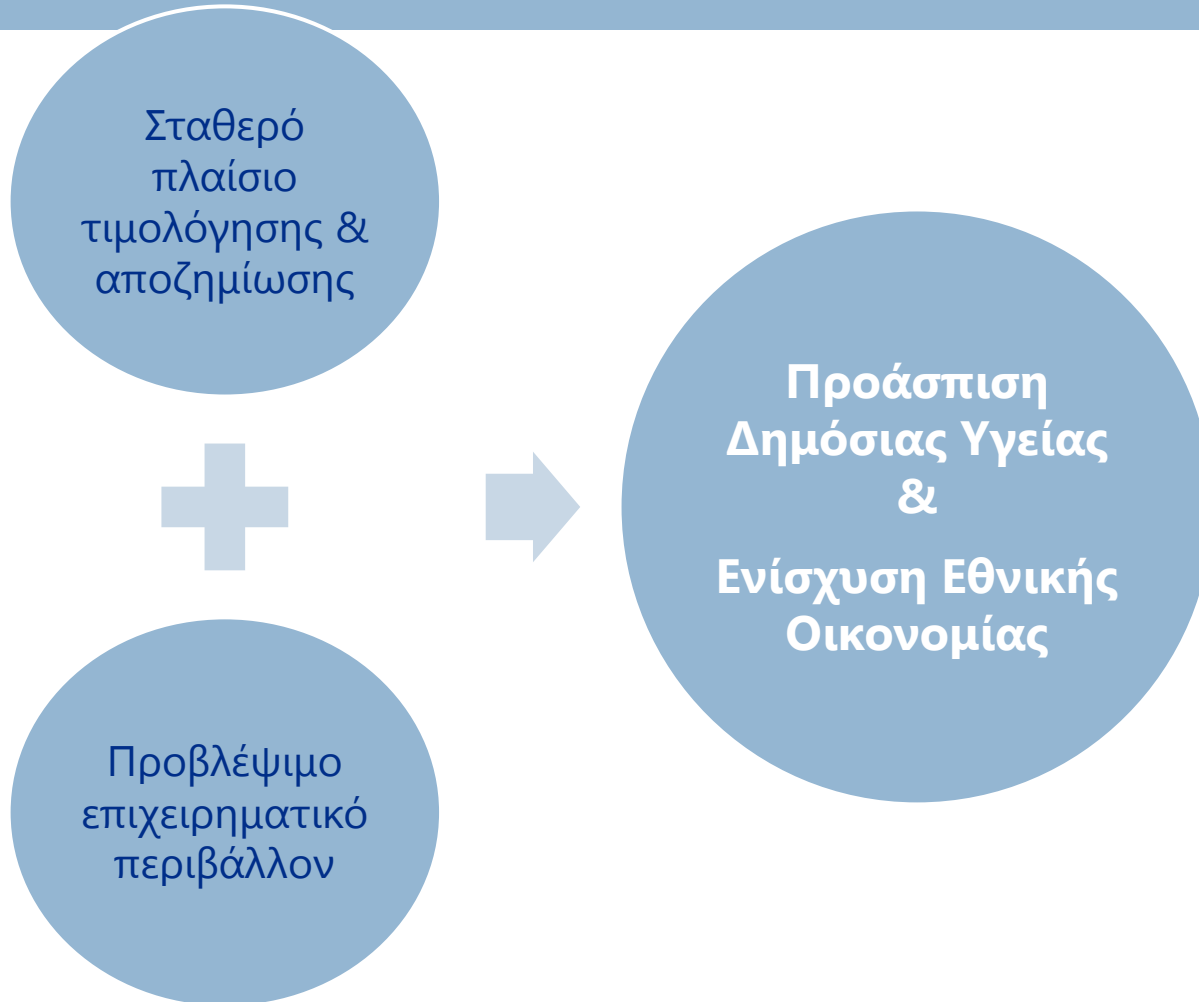 Σταθερό
πλαίσιο
τιμολόγησης &
αποζημίωσης
Προβλέψιμο
επιχειρηματικό
περιβάλλον
Προάσπιση
Δημόσιας Υγείας
&
Ενίσχυση Εθνικής
Οικονομίας